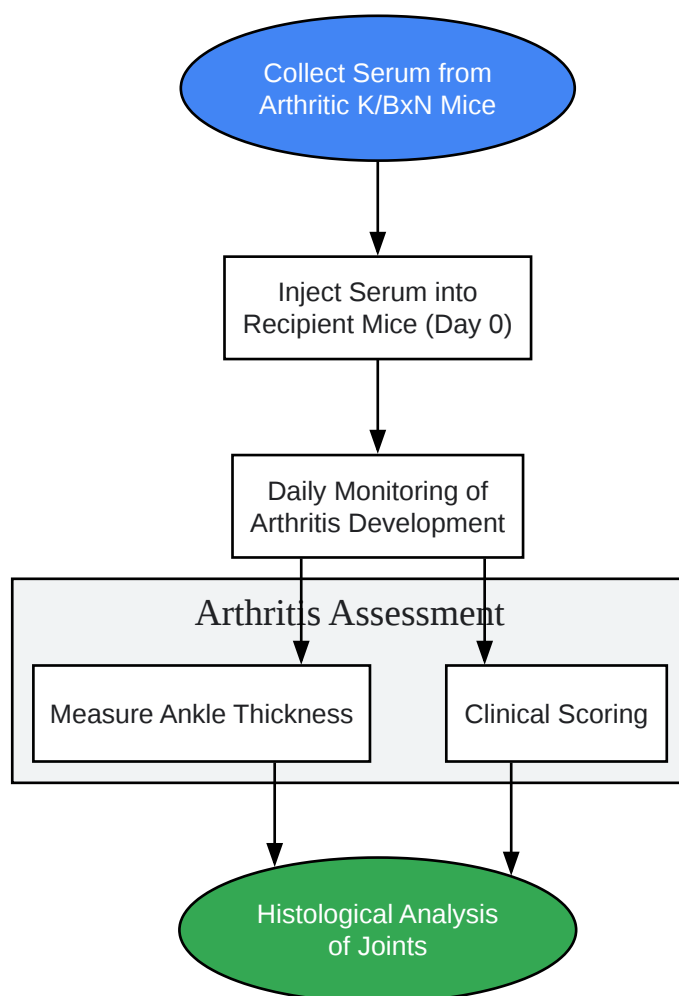 Collect Serum from
Arthritic K/BxN Mice
Inject Serum into
Recipient Mice (Day 0)
Daily Monitoring of
Arthritis Development
Arthritis Assessment
Measure Ankle Thickness
Clinical Scoring
Histological Analysis
of Joints